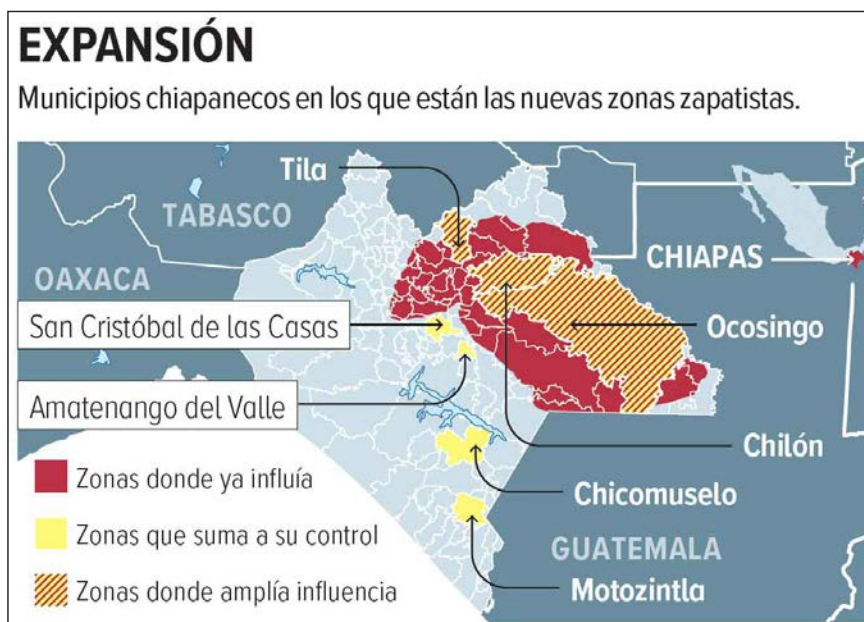 EXPANSIÓN
Municipios chiapanecos en los que están las nuevas zonas zapatistas.
Tila
TABASCO
OAXACA
CHIAPAS
San Cristóbal de las Casas
Ocosingo
Amatenango del Valle
Chilón
Zonas donde ya influía
Chicomuselo
Zonas que suma a su control
GUATEMALA
Zonas donde amplía influencia
Motozintla